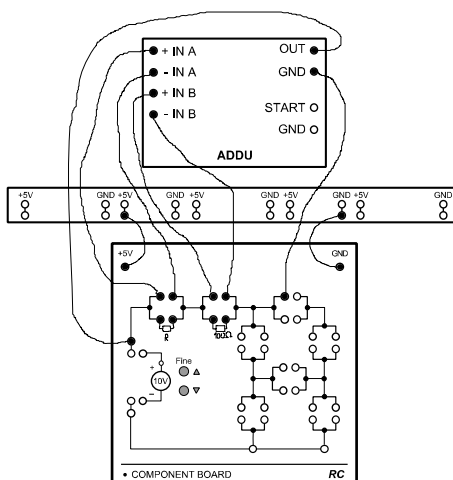 + IN A
- IN A
+ IN B
- IN B
OUT
GND
START
GND
ADDU
+5V GND +5V GND +5V GND +5V GND +5V GND
+5V GND
R 100Ω
Fine
+
10V
−
• COMPONENT BOARD RC